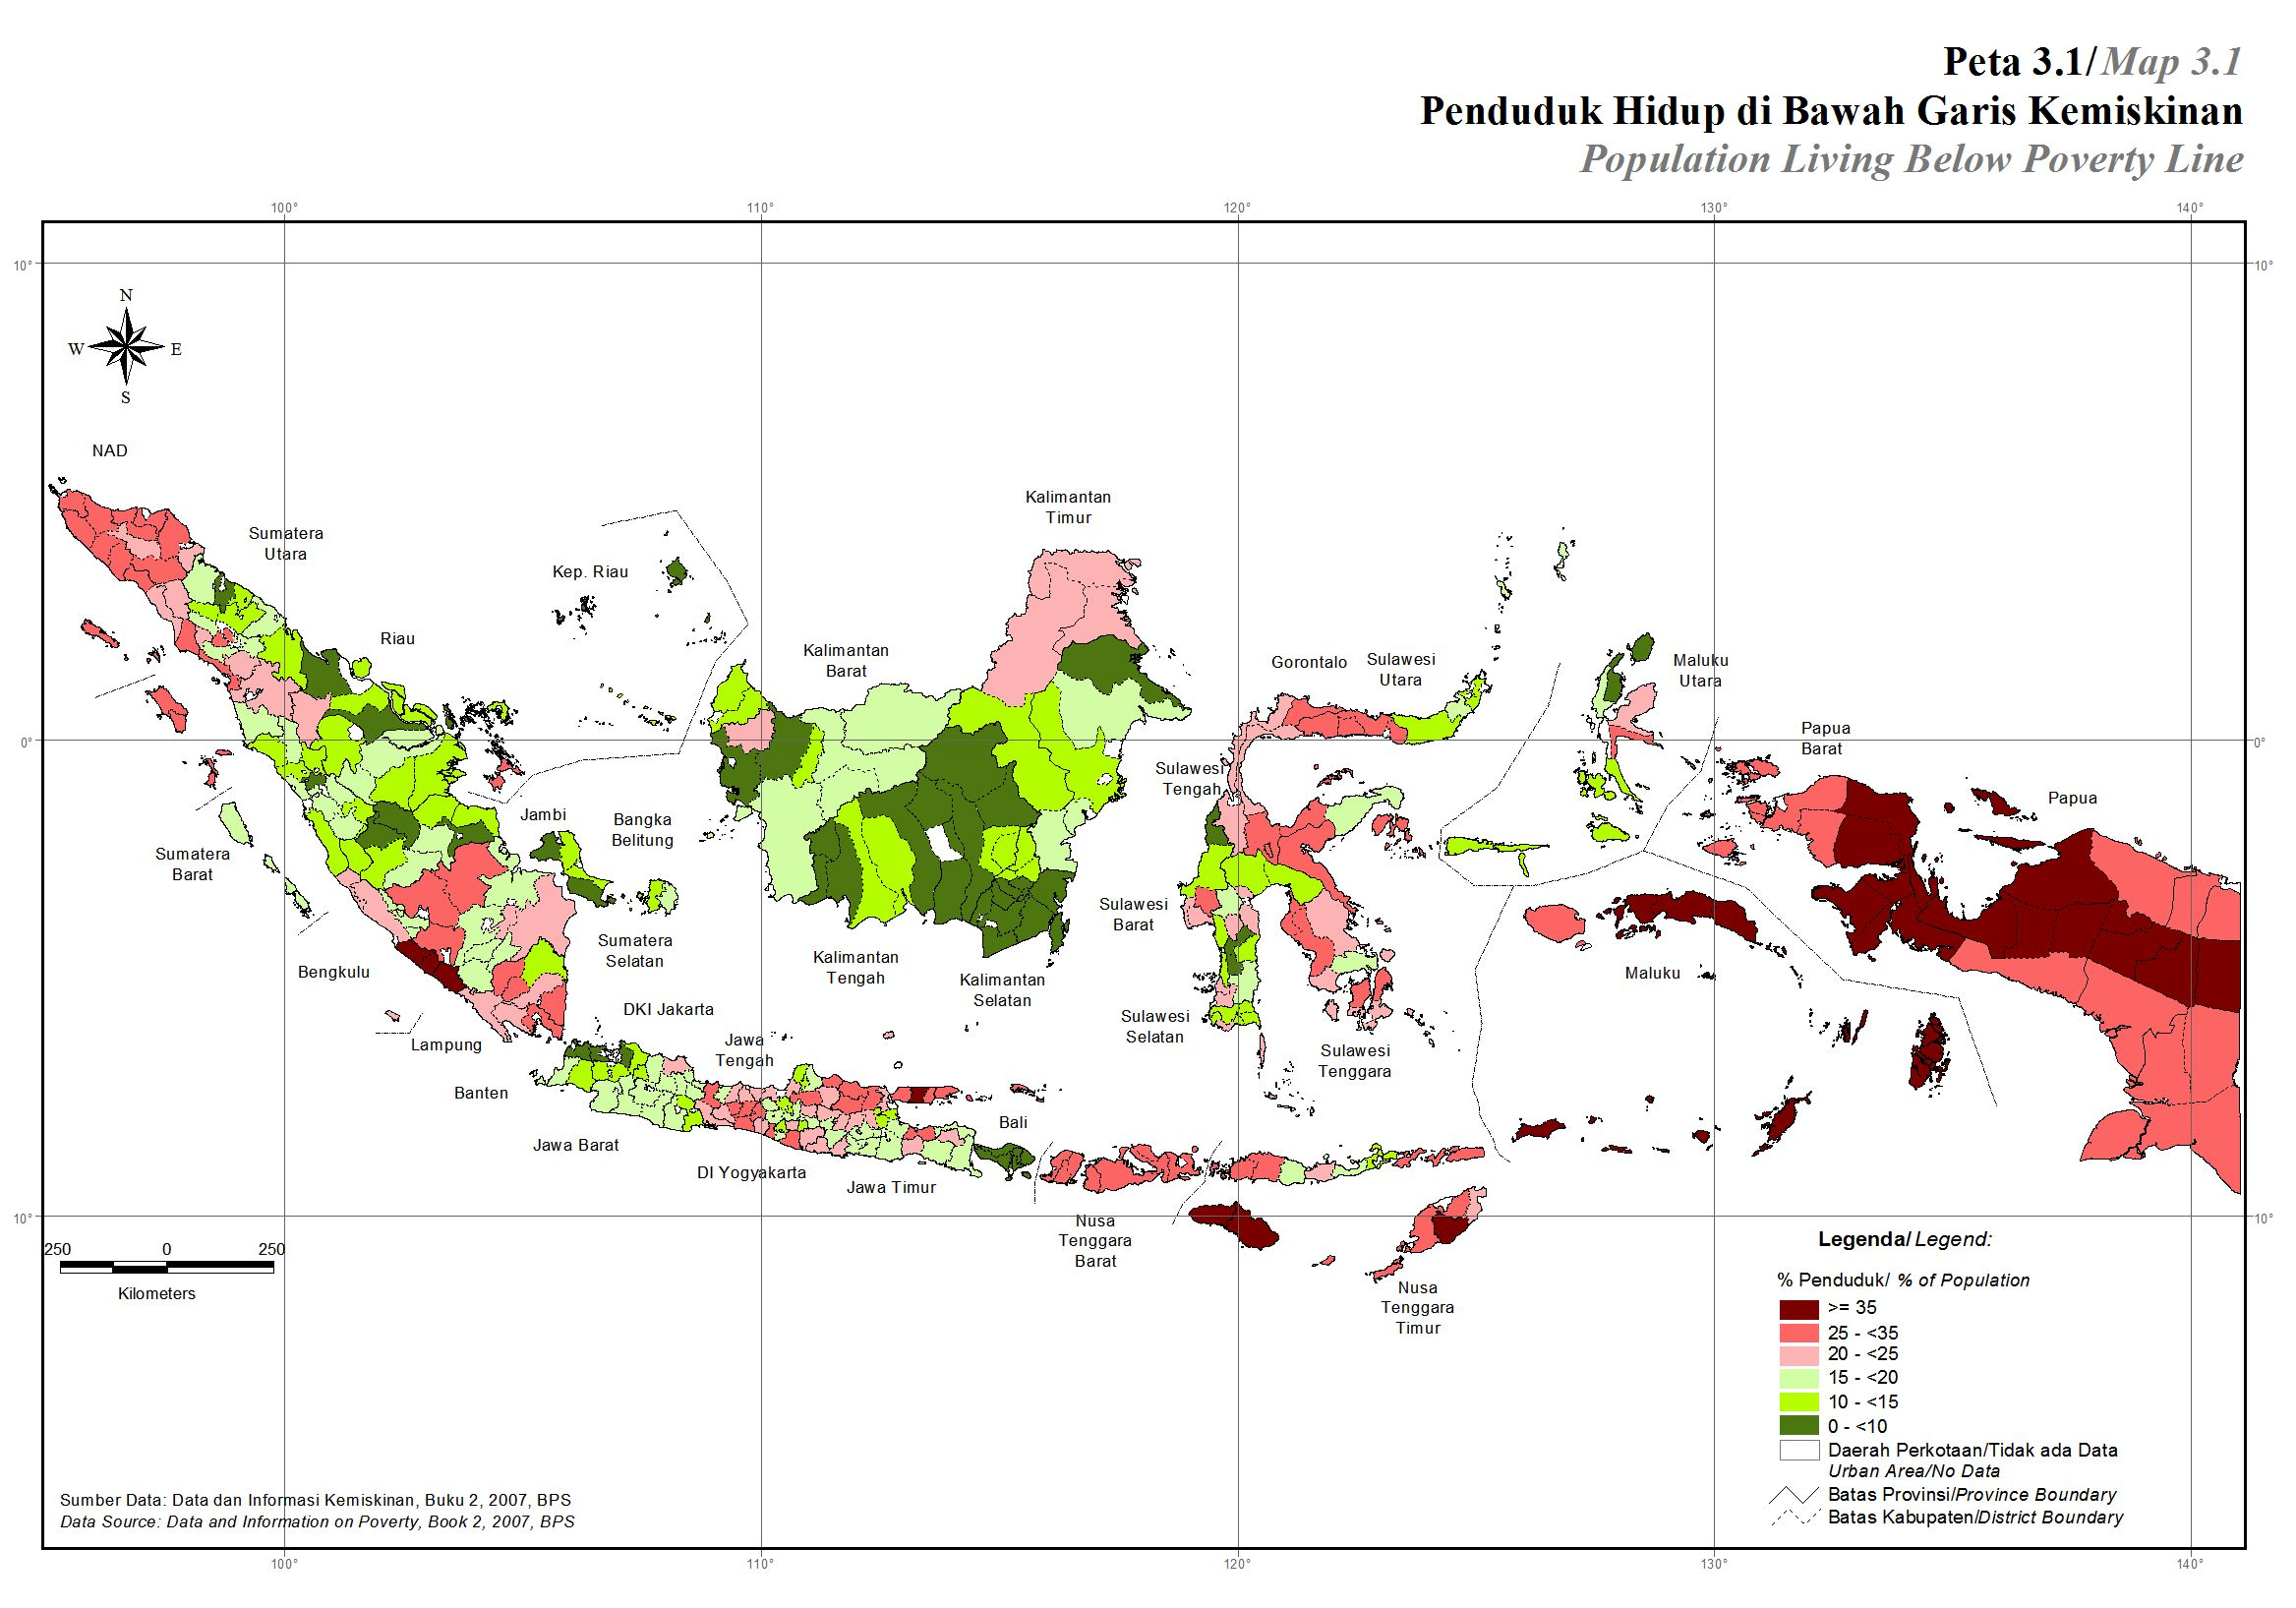 Peta 3.1/Map 3.1
Penduduk Hidup di Bawah Garis Kemiskinan
Population Living Below Poverty Line
100° 110° 120° 130° 140°
10° 10°
N
W E
S
NAD
Kalimantan
Timur
Sumatera
Utara
Kep. Riau
Riau
Kalimantan
Barat
Gorontalo
Sulawesi
Utara
Maluku
Utara
0° 0°
Papua
Barat
Sulawesi
Tengah
Papua
Jambi
Bangka
Belitung
Sumatera
Barat
Sulawesi
Barat
Sumatera
Selatan
Bengkulu
Kalimantan
Tengah
Kalimantan
Selatan
Maluku
DKI Jakarta
Sulawesi
Selatan
Lampung
Jawa
Tengah
Sulawesi
Tenggara
Banten
Bali
Jawa Barat
DI Yogyakarta
Jawa Timur
10° 10°
Nusa
Tenggara
Barat
Nusa
Tenggara
Timur
250 0 250
Kilometers
Legenda/Legend:
% Penduduk/ % of Population
>= 35
25 - <35
20 - <25
15 - <20
10 - <15
0 - <10
Daerah Perkotaan/Tidak ada Data
Urban Area/No Data
Batas Provinsi/Province Boundary
Batas Kabupaten/District Boundary
Sumber Data: Data dan Informasi Kemiskinan, Buku 2, 2007, BPS
Data Source: Data and Information on Poverty, Book 2, 2007, BPS
100° 110° 120° 130° 140°